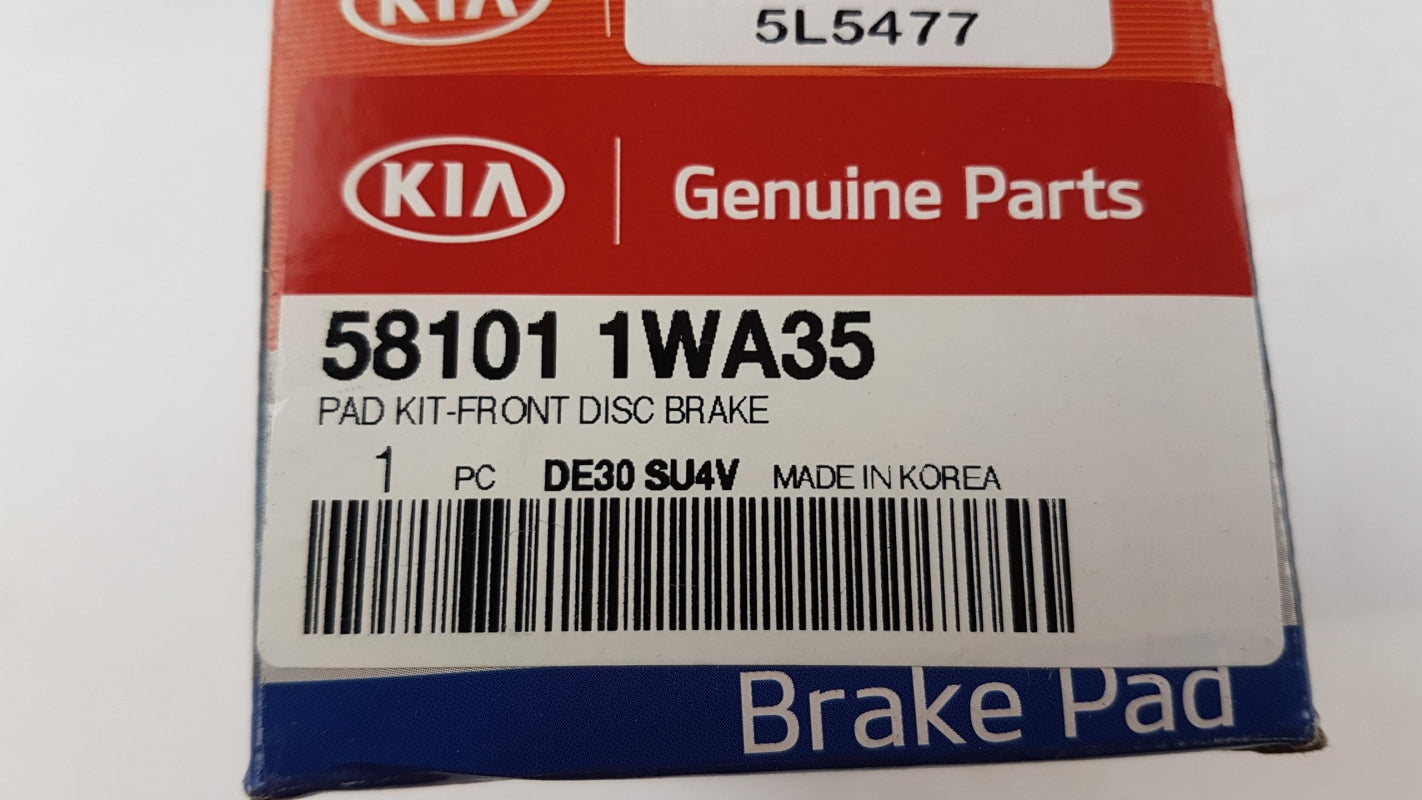 KIA
5L5477
KIA Genuine Parts
58101 1WA35
PAD KIT-FRONT DISC BRAKE
1 PC DE30 SU4V MADE IN KOREA
Brake Pad